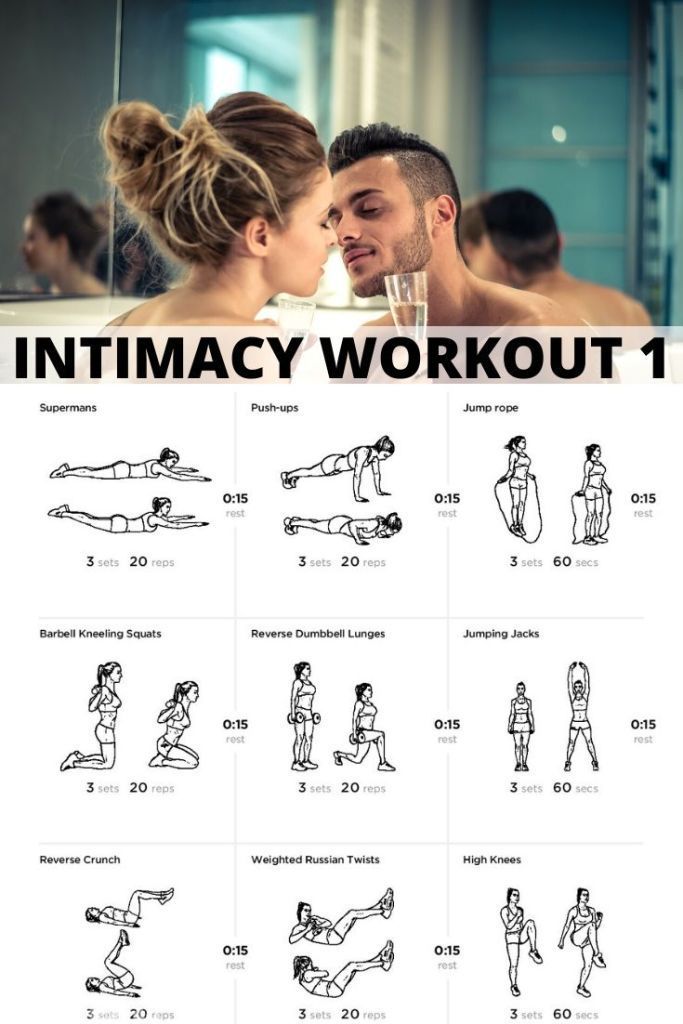 INTIMACY WORKOUT 1
Supermans
0:15
rest
3 sets 20 reps
Push-ups
0:15
rest
3 sets 20 reps
Jump rope
0:15
rest
3 sets 60 secs
Barbell Kneeling Squats
0:15
rest
3 sets 20 reps
Reverse Dumbbell Lunges
0:15
rest
3 sets 20 reps
Jumping Jacks
0:15
rest
3 sets 60 secs
Reverse Crunch
0:15
rest
3 sets 20 reps
Weighted Russian Twists
0:15
rest
3 sets 20 reps
High Knees
3 sets 60 secs